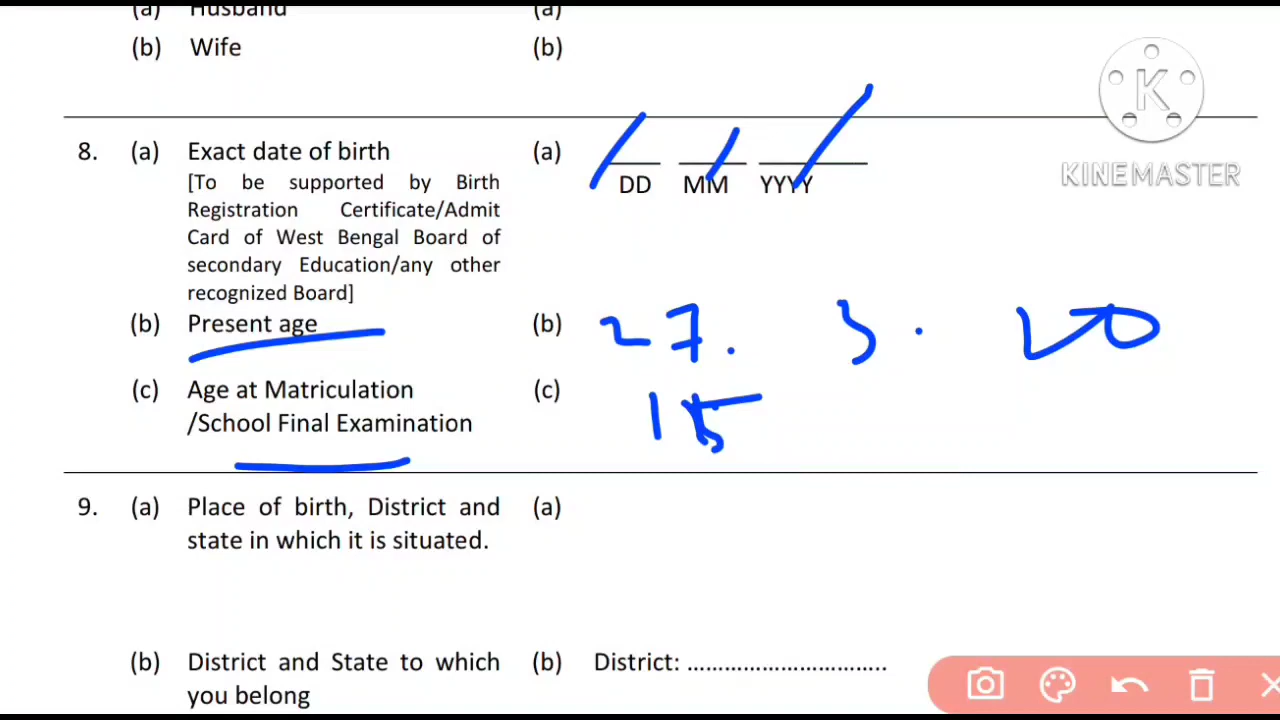 (a) Husband (a)
(b) Wife (b)
K
KINEMASTER
8. (a) Exact date of birth (a)
DD MM YYYY
[To be supported by Birth
Registration Certificate/Admit
Card of West Bengal Board of
secondary Education/any other
recognized Board]
(b) Present age (b) 27. 3. 20
(c) Age at Matriculation (c) 15
/School Final Examination
9. (a) Place of birth, District and (a)
state in which it is situated.
(b) District and State to which (b) District: .................................
you belong